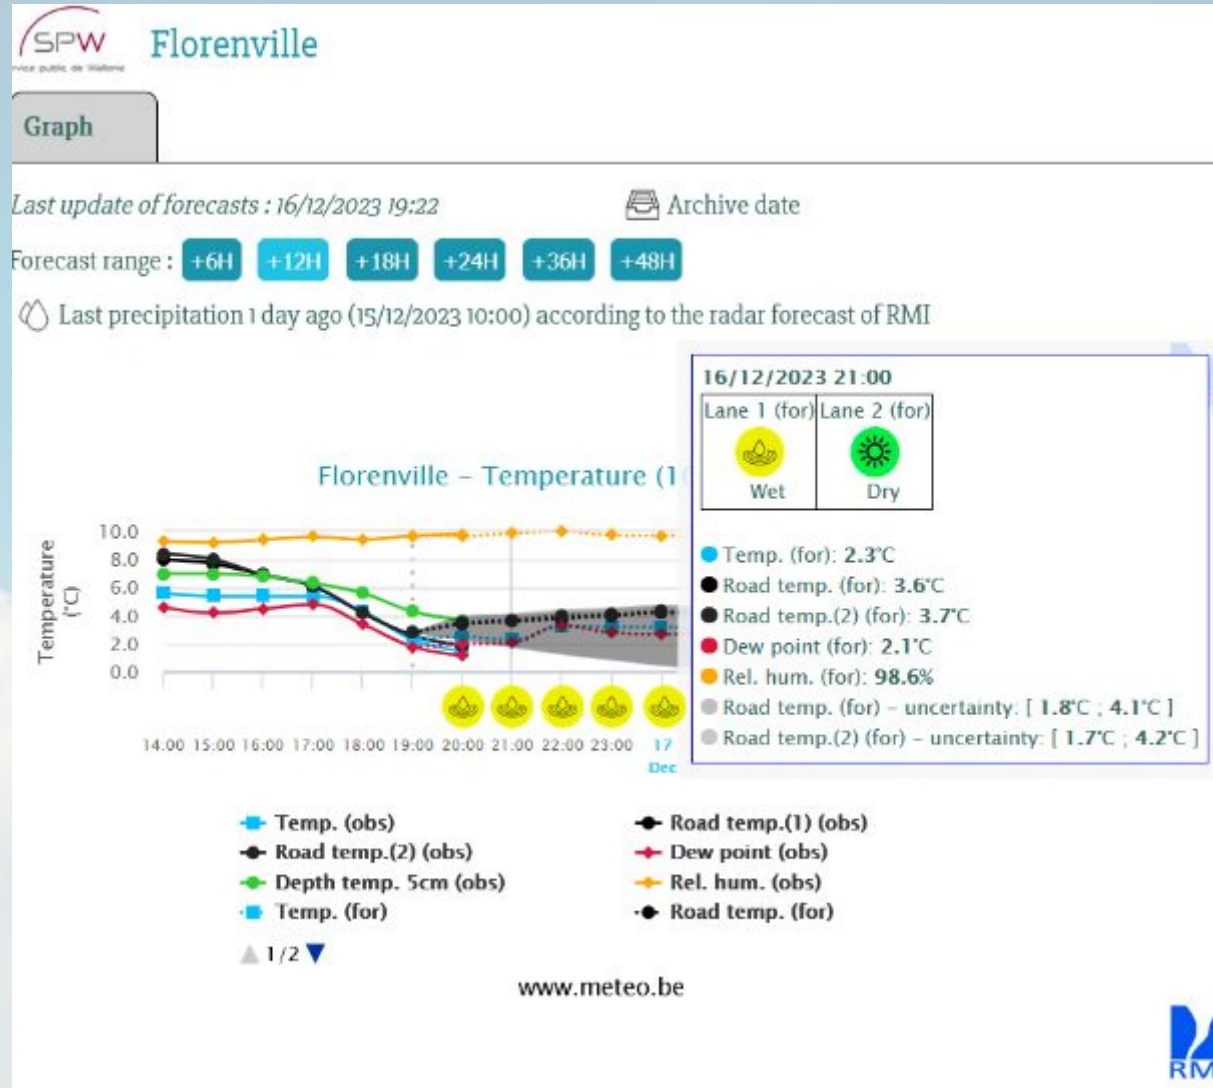 SPW
Florenville
Service public de Wallonie
Graph
Last update of forecasts : 16/12/2023 19:22
Archive date
Forecast range :
+6H
+12H
+18H
+24H
+36H
+48H
Last precipitation 1 day ago (15/12/2023 10:00) according to the radar forecast of RMI
16/12/2023 21:00
Lane 1 (for)
Lane 2 (for)
Wet
Dry
Temp. (for): 2.3°C
Road temp. (for): 3.6°C
Road temp.(2) (for): 3.7°C
Dew point (for): 2.1°C
Rel. hum. (for): 98.6%
Road temp. (for) – uncertainty: [ 1.8°C ; 4.1°C ]
Road temp.(2) (for) – uncertainty: [ 1.7°C ; 4.2°C ]
Florenville – Temperature (1
Temperature
(°C)
10.0
8.0
6.0
4.0
2.0
0.0
14:00 15:00 16:00 17:00 18:00 19:00 20:00 21:00 22:00 23:00 17
Dec
Temp. (obs)
Road temp.(1) (obs)
Road temp.(2) (obs)
Dew point (obs)
Depth temp. 5cm (obs)
Rel. hum. (obs)
Temp. (for)
Road temp. (for)
1/2
www.meteo.be
RM